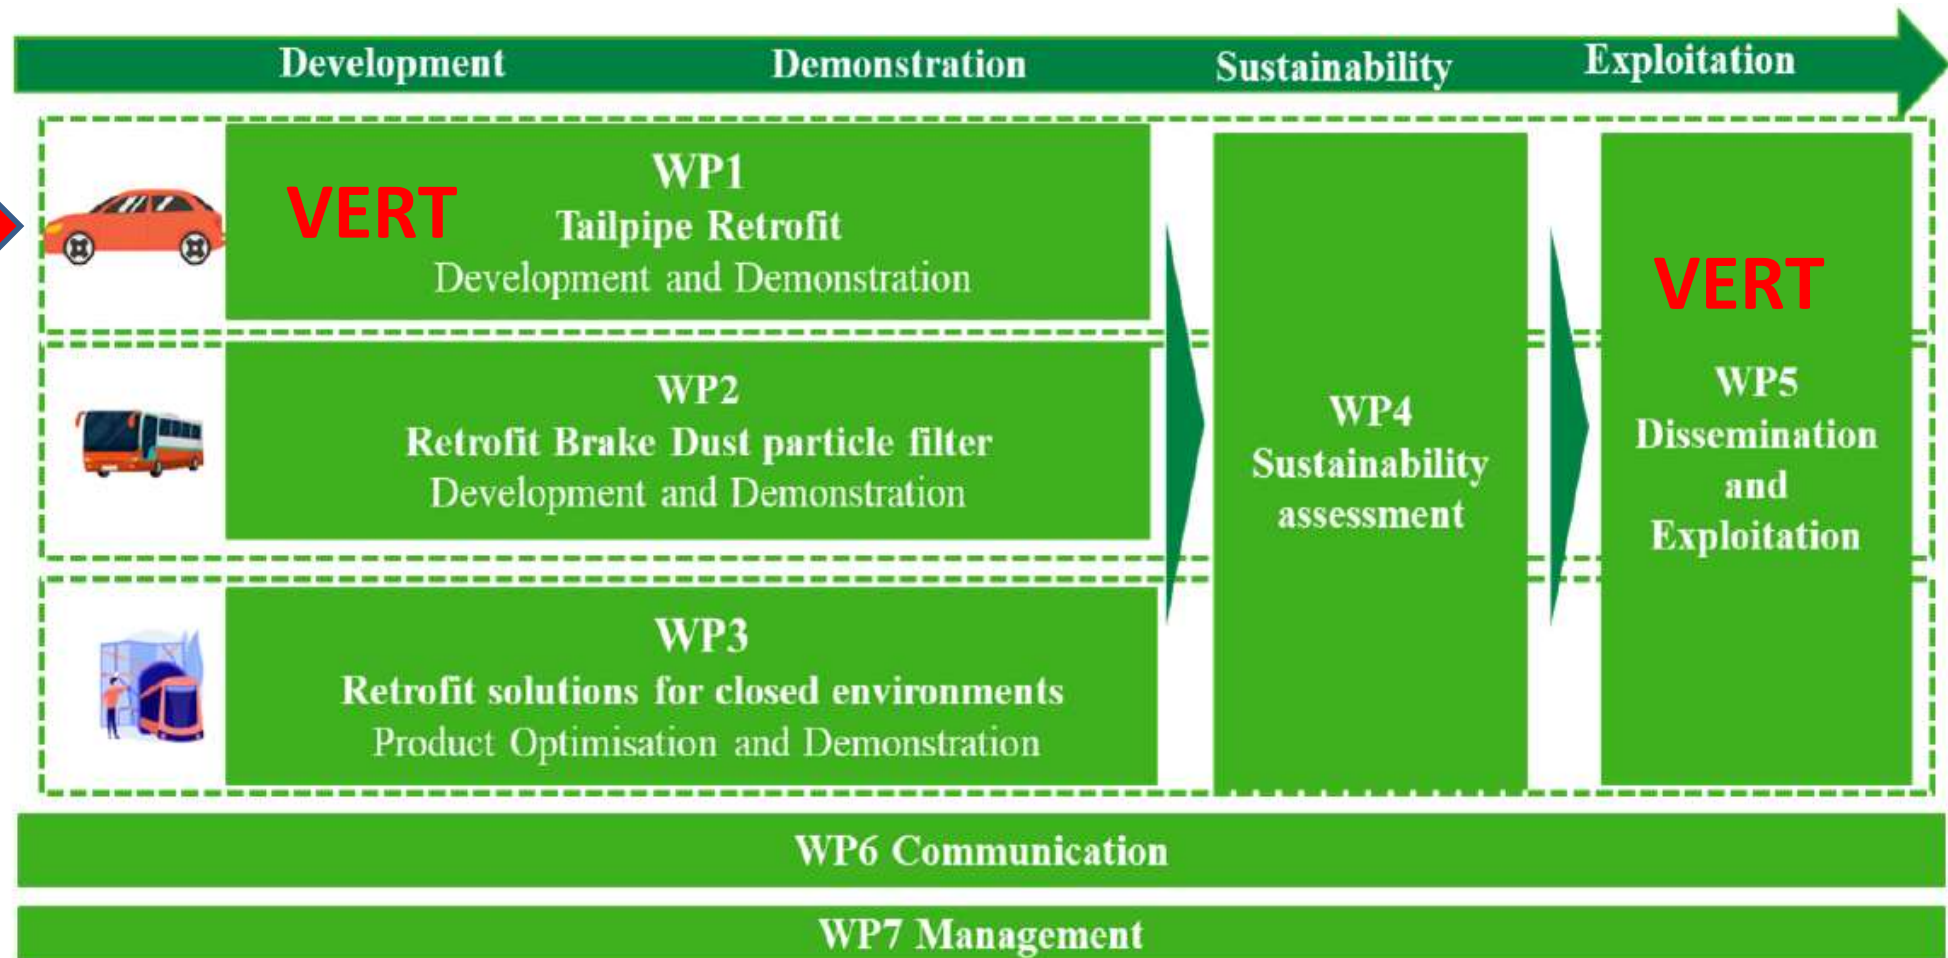 Development Demonstration Sustainability Exploitation
WP1
VERT
Tailpipe Retrofit
Development and Demonstration
WP2
Retrofit Brake Dust particle filter
Development and Demonstration
WP3
Retrofit solutions for closed environments
Product Optimisation and Demonstration
WP4
Sustainability
assessment
VERT
WP5
Dissemination
and
Exploitation
WP6 Communication
WP7 Management